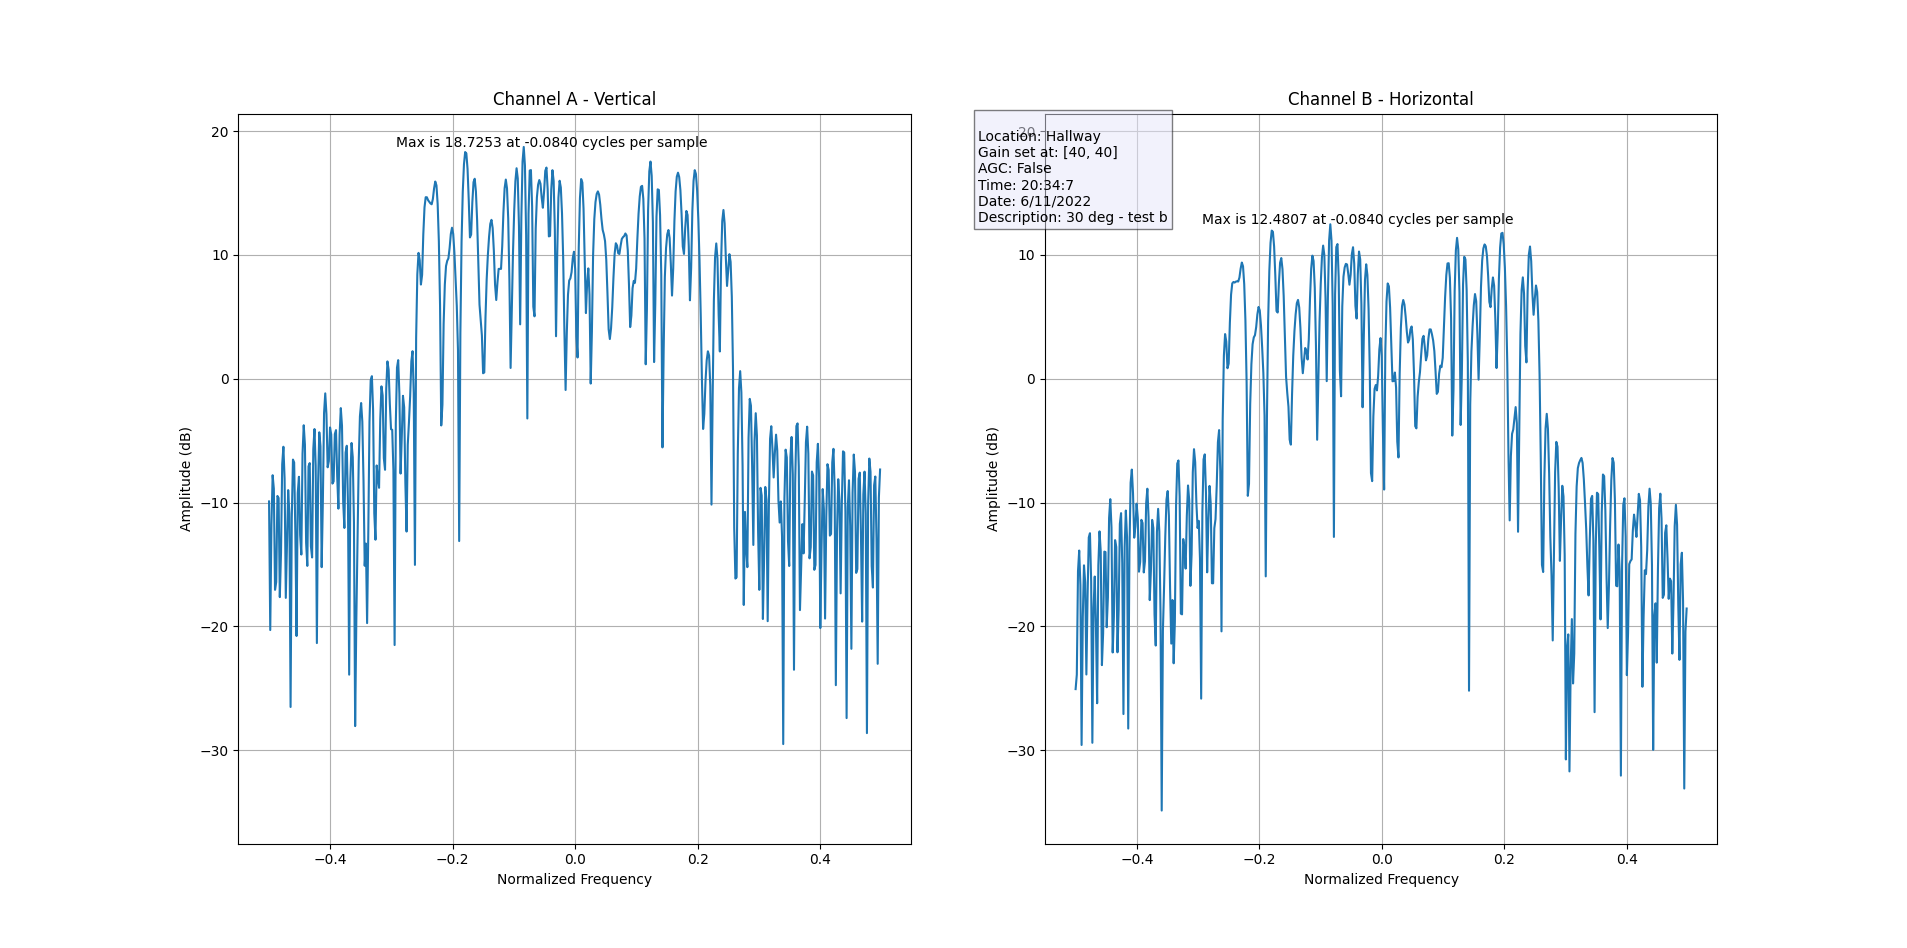 Channel A - Vertical
Max is 18.7253 at -0.0840 cycles per sample
20
10
0
−10
−20
−30
Amplitude (dB)
−0.4 −0.2 0.0 0.2 0.4
Normalized Frequency
Channel B - Horizontal
Location: Hallway
Gain set at: [40, 40]
AGC: False
Time: 20:34:7
Date: 6/11/2022
Description: 30 deg - test b
Max is 12.4807 at -0.0840 cycles per sample
20
10
0
−10
−20
−30
Amplitude (dB)
−0.4 −0.2 0.0 0.2 0.4
Normalized Frequency